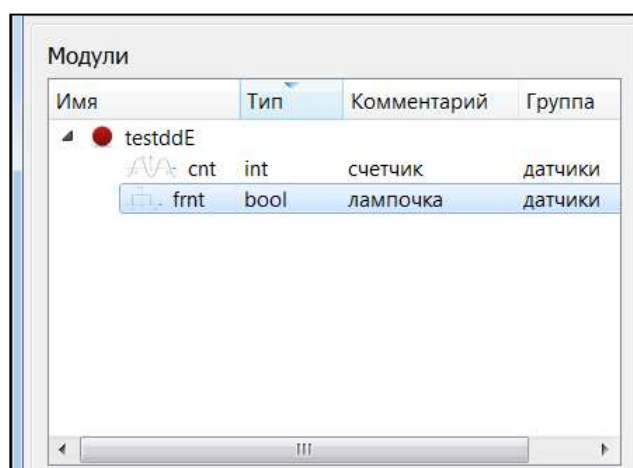 Модули
Имя Тип Комментарий Группа
testddE
cnt int счетчик датчики
frnt bool лампочка датчики